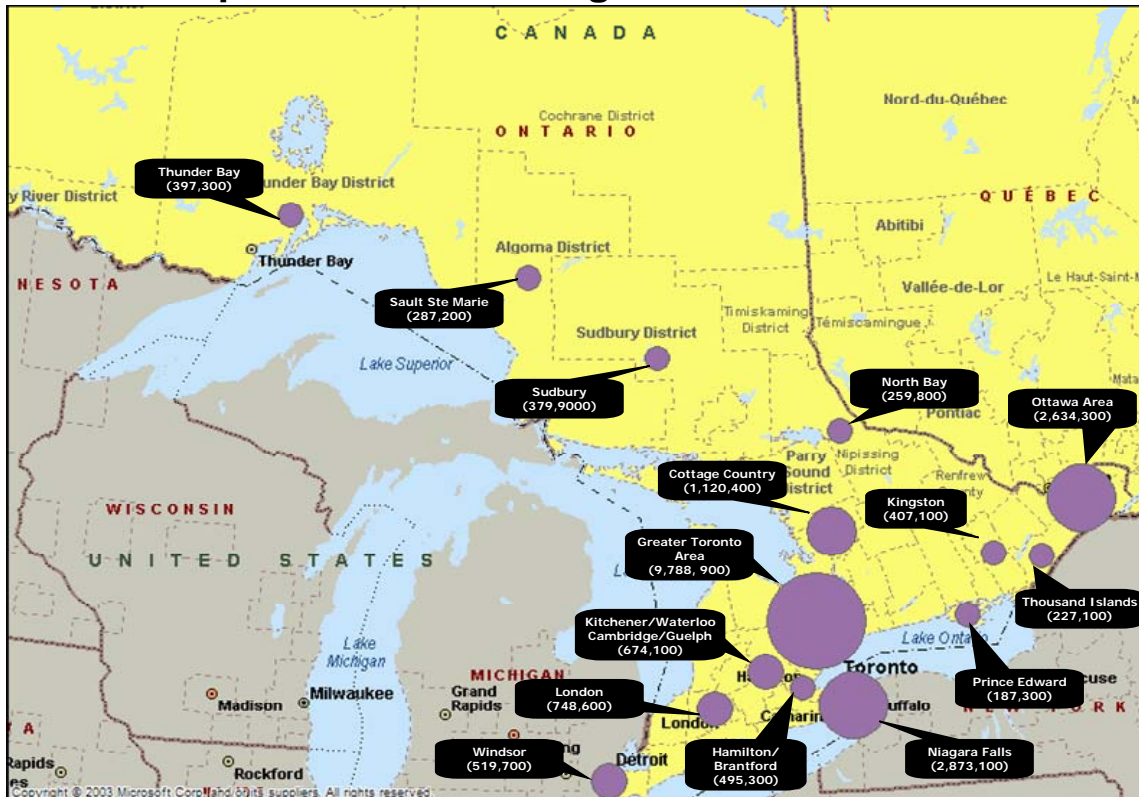 C A N A D A
Nord-du-Québec
Cochrane District
O N T A R I O
Thunder Bay
(397,300)
under Bay District
y River District
QUÉBEC
Abitibi
Algoma District
Thunder Bay
Le Haut-Saint-M
N E S O T A
Vallée-de-Lor
Sault Ste Marie
(287,200)
Timiskaming
District
Témiscamingue
Sudbury District
Lake Superior
North Bay
(259,800)
Mata
Sudbury
(379,9000)
Ottawa Area
(2,634,300)
Pontiac
Parry
Sound
District
Nipissing
District
Cottage Country
(1,120,400)
Renfrew
Kingston
(407,100)
W I S C O N S I N
U N I T E D S T A T E S
Greater Toronto
Area
(9,788, 900)
Thousand Islands
(227,100)
Kitchener/Waterloo
Cambridge/Guelph
(674,100)
Lake
Michigan
Lake Ontario
MICHIGAN
Toronto
Prince Edward
(187,300)
cuse
Madison
Milwaukee
Grand
Rapids
London
(748,600)
London
uffalo
N E W Y O R K
Windsor
(519,700)
Hamilton/
Brantford
(495,300)
Niagara Falls
(2,873,100)
T A
Rapids
es
Rockford
Detroit
Copyright © 2003 Microsoft Corp. and/or its suppliers. All rights reserved.